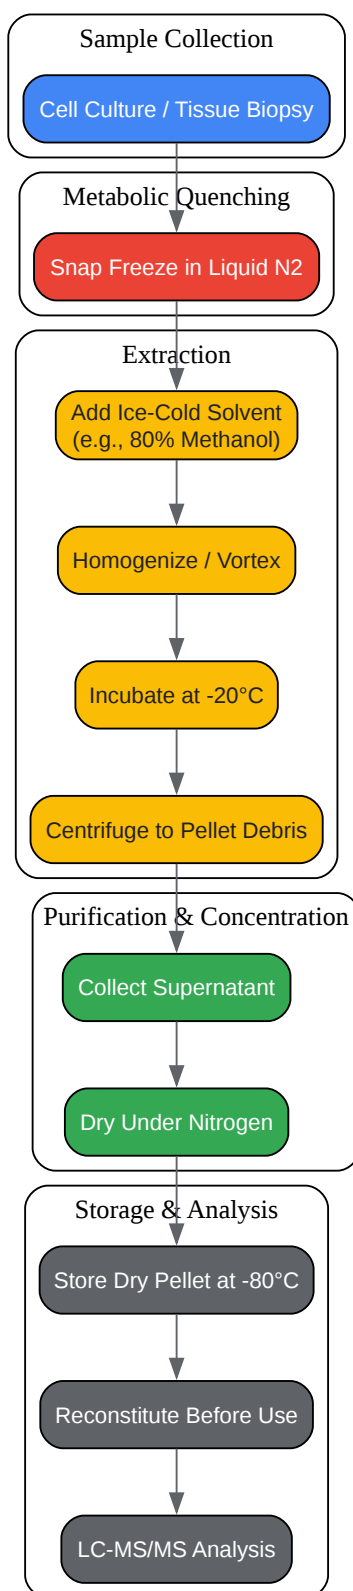 Sample Collection
Cell Culture / Tissue Biopsy
Metabolic Quenching
Snap Freeze in Liquid N2
Extraction
Add Ice-Cold Solvent
(e.g., 80% Methanol)
Homogenize / Vortex
Incubate at -20°C
Centrifuge to Pellet Debris
Purification & Concentration
Collect Supernatant
Dry Under Nitrogen
Storage & Analysis
Store Dry Pellet at -80°C
Reconstitute Before Use
LC-MS/MS Analysis